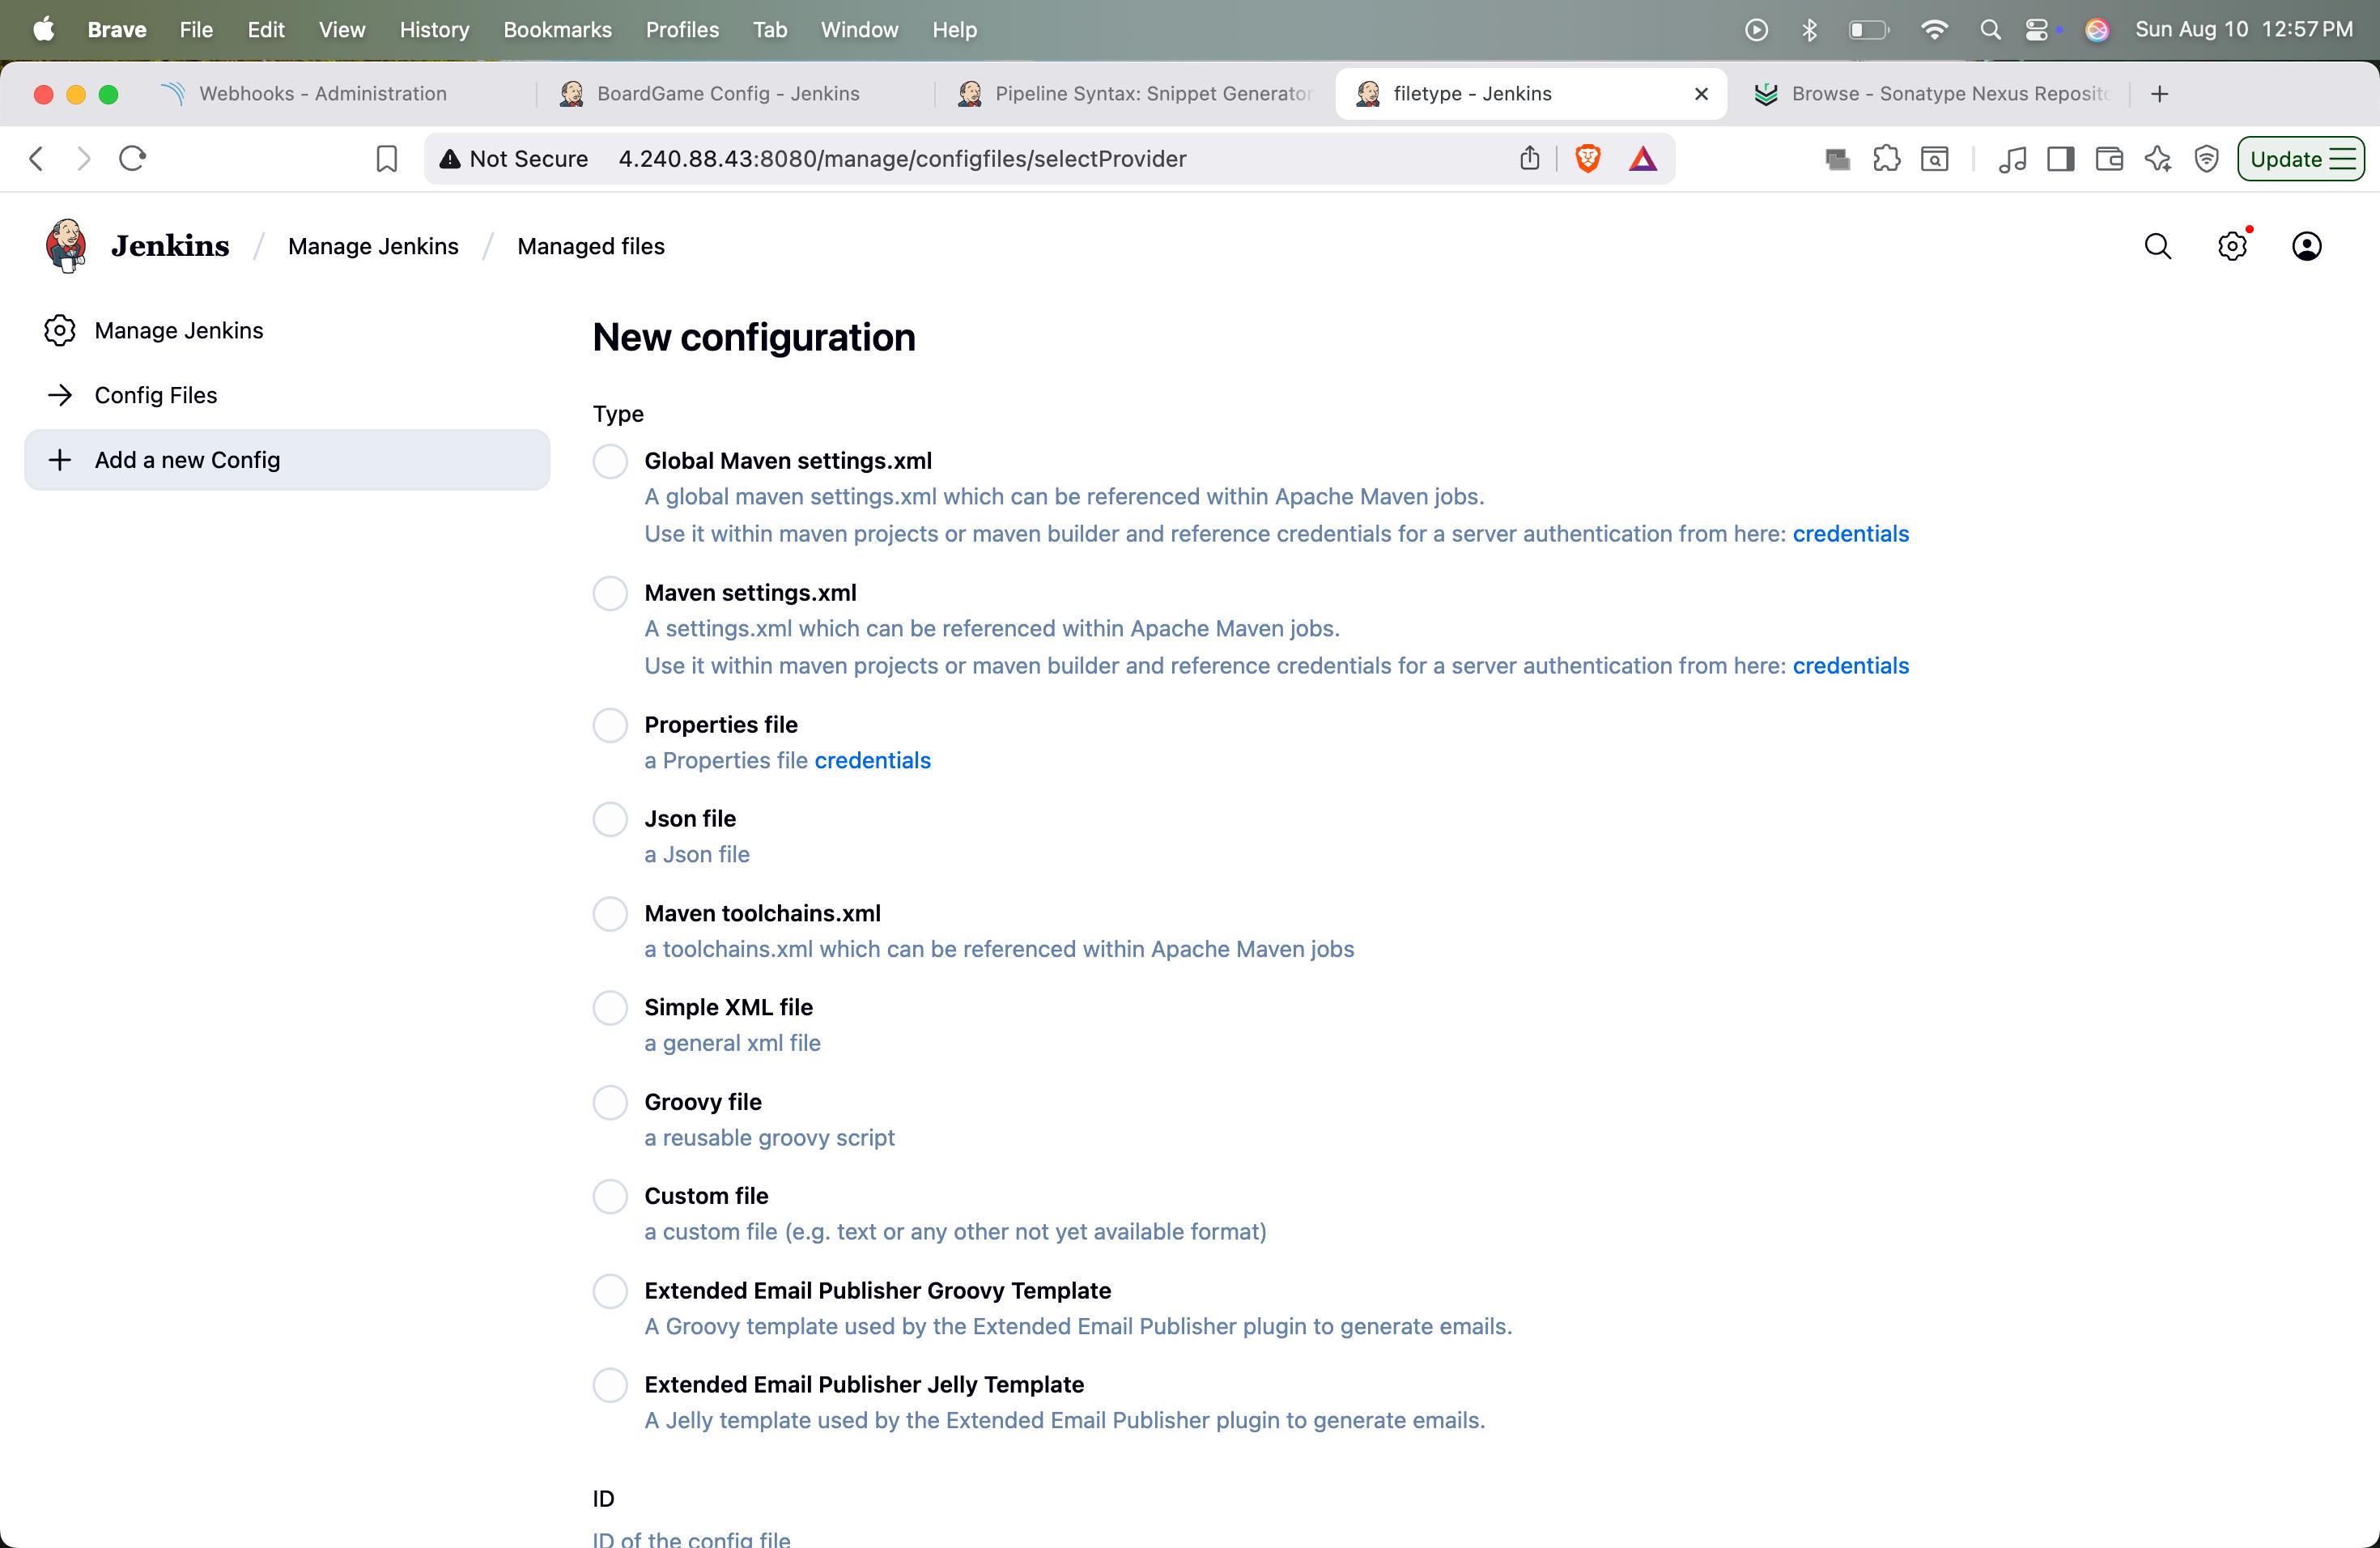 Brave File Edit View History Bookmarks Profiles Tab Window Help Sun Aug 10 12:57 PM
Webhooks - Administration BoardGame Config - Jenkins Pipeline Syntax: Snippet Generator filetype - Jenkins Browse - Sonatype Nexus Reposito
Not Secure 4.240.88.43:8080/manage/configfiles/selectProvider Update
Jenkins / Manage Jenkins / Managed files
Manage Jenkins
Config Files
Add a new Config
New configuration
Type
Global Maven settings.xml
A global maven settings.xml which can be referenced within Apache Maven jobs.
Use it within maven projects or maven builder and reference credentials for a server authentication from here: credentials
Maven settings.xml
A settings.xml which can be referenced within Apache Maven jobs.
Use it within maven projects or maven builder and reference credentials for a server authentication from here: credentials
Properties file
a Properties file credentials
Json file
a Json file
Maven toolchains.xml
a toolchains.xml which can be referenced within Apache Maven jobs
Simple XML file
a general xml file
Groovy file
a reusable groovy script
Custom file
a custom file (e.g. text or any other not yet available format)
Extended Email Publisher Groovy Template
A Groovy template used by the Extended Email Publisher plugin to generate emails.
Extended Email Publisher Jelly Template
A Jelly template used by the Extended Email Publisher plugin to generate emails.
ID
ID of the config file